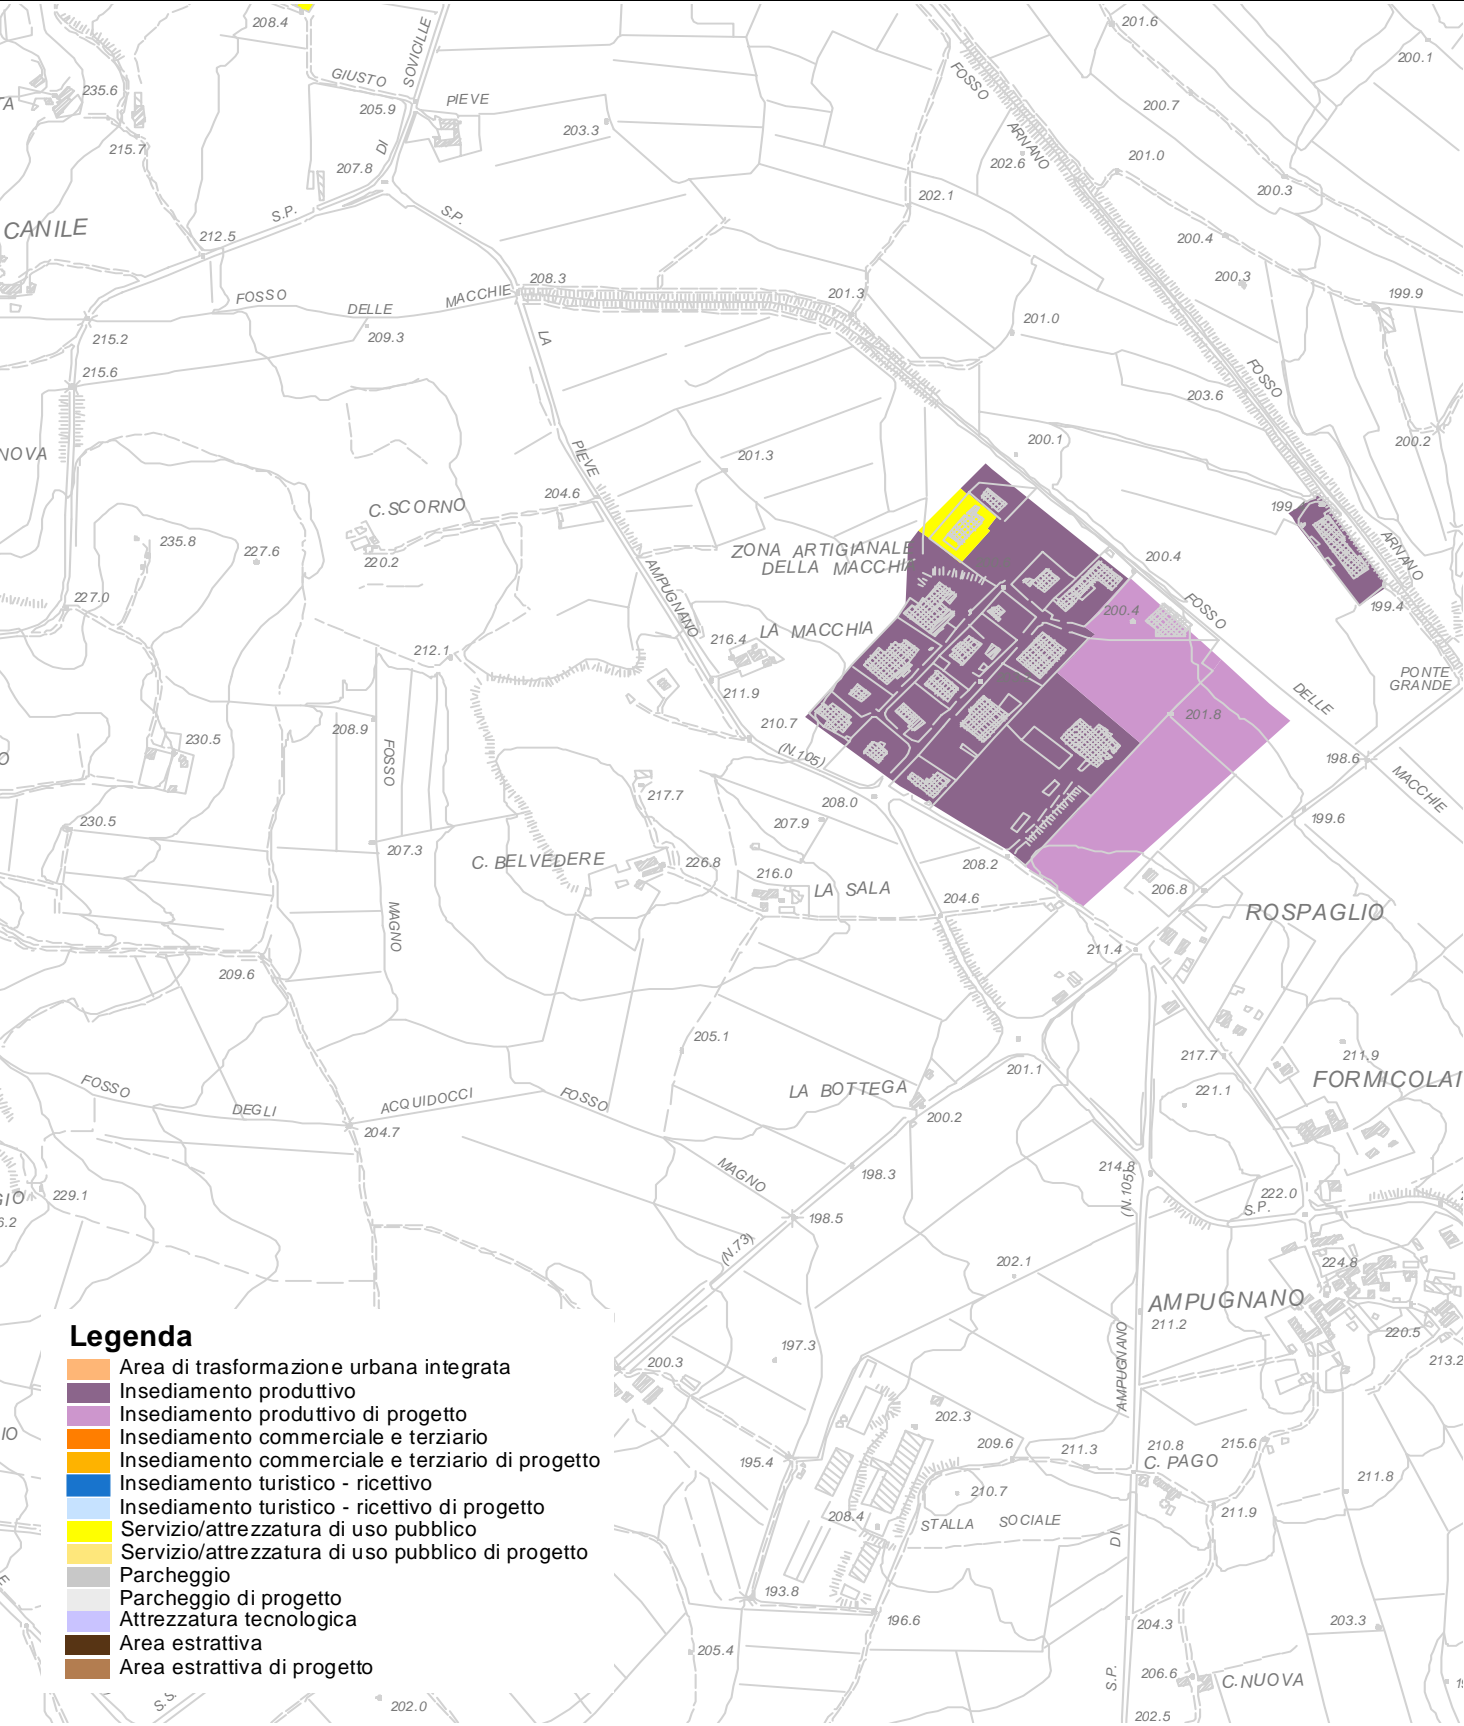 208.4
201.6
200.1
GIUSTO
SOVICILLE
FOSSO
235.6
205.9
PIEVE
200.7
203.3
ARNANO
215.7
DI
202.6
201.0
207.8
200.3
202.1
S.P.
S.P.
CANILE
212.5
200.4
208.3
200.3
FOSSO
DELLE
MACCHIE
201.3
199.9
LA
201.0
215.2
209.3
215.6
FOSSO
203.6
200.1
200.2
NOVA
PIEVE
201.3
204.6
C.SCORNO
199
235.8
227.6
220.2
ZONA ARTIGIANALE
DELLA MACCHIA
200.4
ARNANO
AMPUGNANO
227.0
200.4
FOSSO
199.4
216.4
LA MACCHIA
212.1
PONTE
GRANDE
211.9
DELLE
210.7
201.8
208.9
230.5
FOSSO
(N.105)
198.6
MACCHIE
217.7
208.0
207.9
199.6
230.5
207.3
C. BELVEDERE
226.8
216.0
208.2
LA SALA
206.8
204.6
ROSPAGLIO
MAGNO
211.4
209.6
205.1
217.7
211.9
201.1
FOSSO
DEGLI
ACQUIDOCCI
FOSSO
LA BOTTEGA
221.1
FORMICOLAI
200.2
204.7
MAGNO
198.3
214.8
(N.105)
229.1
222.0
S.P.
198.5
(N.73)
202.1
224.8
AMPUGNANO
211.2
220.5
213.2
197.3
200.3
AMPUGNANO
202.3
209.6
211.3
210.8
215.6
C. PAGO
195.4
211.8
210.7
211.9
208.4
STALLA SOCIALE
DI
193.8
196.6
204.3
203.3
205.4
206.6
C.NUOVA
S.P.
202.0
202.5
Legenda
Area di trasformazione urbana integrata
Insediamento produttivo
Insediamento produttivo di progetto
Insediamento commerciale e terziario
Insediamento commerciale e terziario di progetto
Insediamento turistico - ricettivo
Insediamento turistico - ricettivo di progetto
Servizio/attrezzatura di uso pubblico
Servizio/attrezzatura di uso pubblico di progetto
Parcheggio
Parcheggio di progetto
Attrezzatura tecnologica
Area estrattiva
Area estrattiva di progetto